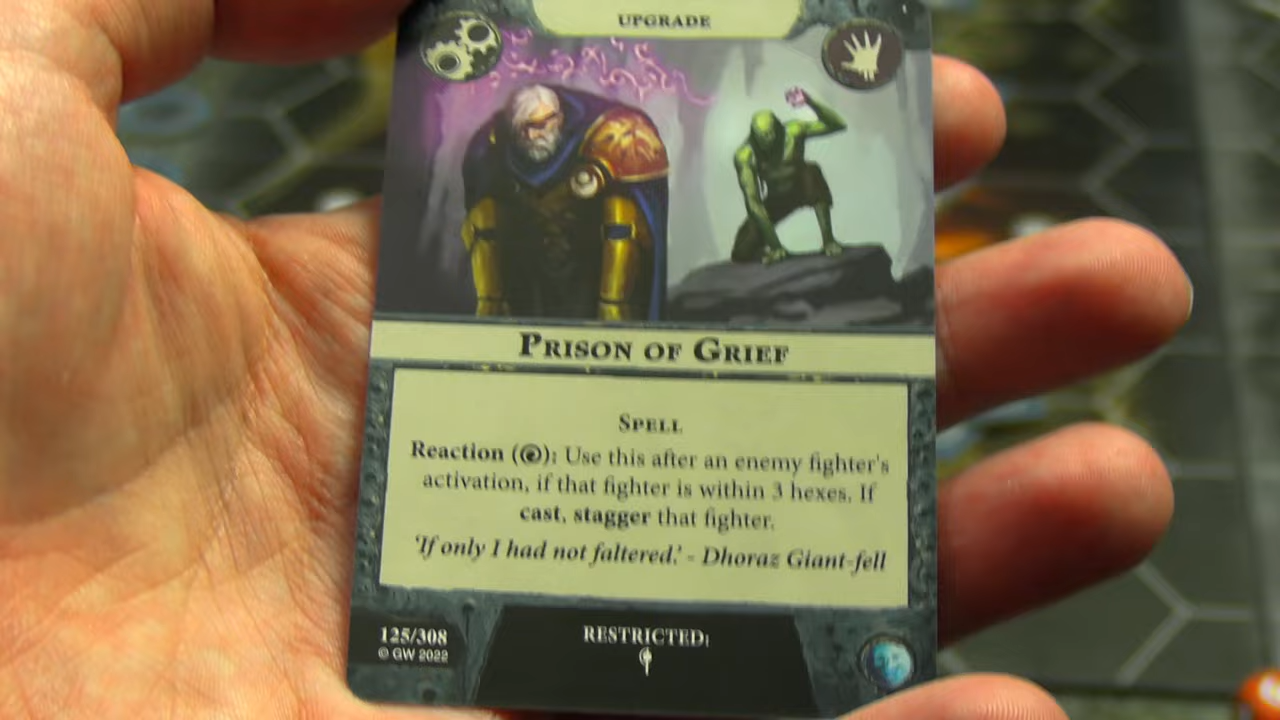 UPGRADE
PRISON OF GRIEF
SPELL
Reaction (): Use this after an enemy fighter's
activation, if that fighter is within 3 hexes. If
cast, stagger that fighter.
'If only I had not faltered.' - Dhoraz Giant-fell
125/308
© GW 2022
RESTRICTED: